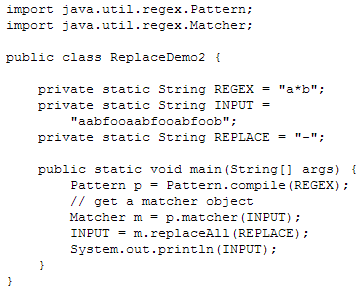 import java.util.regex.Pattern;
import java.util.regex.Matcher;

public class ReplaceDemo2 {

    private static String REGEX = "a*b";
    private static String INPUT =
        "aabfooaabfooabfoob";
    private static String REPLACE = "-";

    public static void main(String[] args) {
        Pattern p = Pattern.compile(REGEX);
        // get a matcher object
        Matcher m = p.matcher(INPUT);
        INPUT = m.replaceAll(REPLACE);
        System.out.println(INPUT);
    }
}